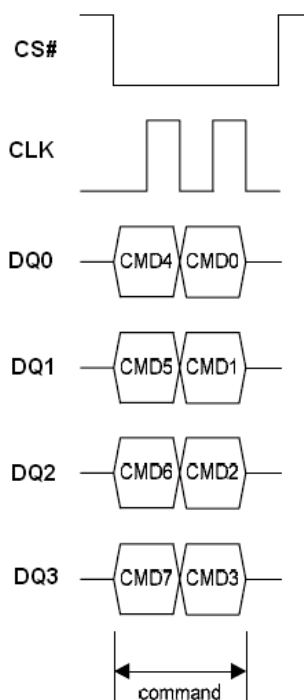 CS#
CLK
DQ0 CMD4 CMD0
DQ1 CMD5 CMD1
DQ2 CMD6 CMD2
DQ3 CMD7 CMD3
command